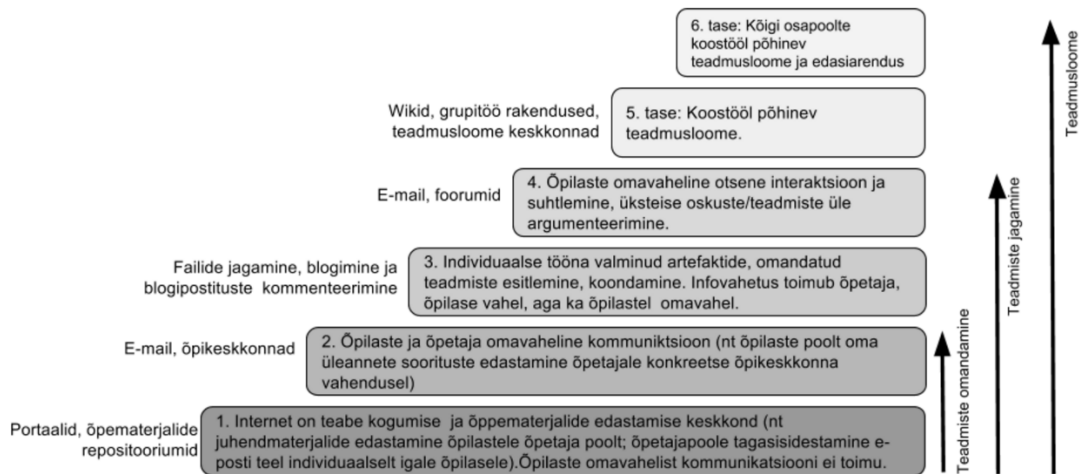 6. tase: Kõigi osapoolte
koostööl põhinev
teadmusloome ja edasiarendus
Wikid, grupitöö rakendused,
teadmusloome keskkonnad
5. tase: Koostööl põhinev
teadmusloome.
E-mail, foorumid
4. Õpilaste omavaheline otsene interaktsioon ja
suhtlemine, üksteise oskuste/teadmiste üle
argumenteerimine.
Failide jagamine, blogimine ja
blogipostituste kommenteerimine
3. Individuaalse tööna valminud artefaktide, omandatud
teadmiste esitlemine, koondamine. Infovahetus toimub õpetaja,
õpilase vahel, aga ka õpilastel omavahel.
E-mail, õpikeskkonnad
2. Õpilaste ja õpetaja omavaheline kommuniktsioon (nt õpilaste poolt oma
üleannete soorituste edastamine õpetajale konkreetse õpikeskkonna
vahendusel)
Portaalid, õpematerjalide
repositooriumid
1. Internet on teabe kogumise ja õppematerjalide edastamise keskkond (nt
juhendmaterjalide edastamine õpilastele õpetaja poolt; õpetajapoole tagasisidestamine e-
posti teel individuaalselt igale õpilasele).Õpilaste omavahelist kommunikatsiooni ei toimu.
Teadmiste omandamine
Teadmiste jagamine
Teadmusloome